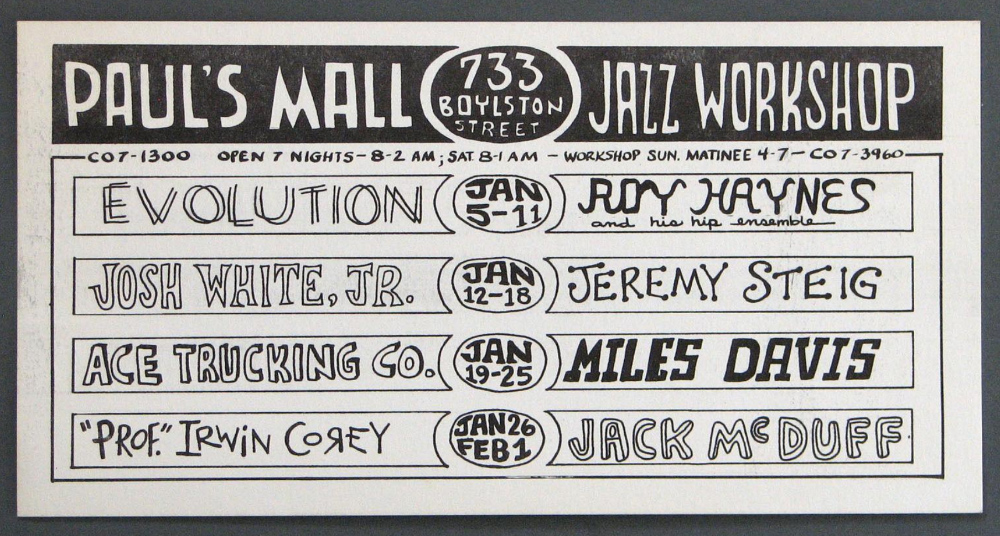 PAUL'S MALL 733 BOYLSTON STREET JAZZ WORKSHOP
CO7-1300 OPEN 7 NIGHTS-8-2 AM; SAT. 8-1 AM - WORKSHOP SUN. MATINEE 4-7- CO7-3960
EVOLUTION JAN 5-11 ROY HAYNES
and his hip ensemble
JOSH WHITE, JR. JAN 12-18 JEREMY STEIG
ACE TRUCKING CO. JAN 19-25 MILES DAVIS
"PROF." IRWIN COREY JAN 26 FEB 1 JACK McDUFF